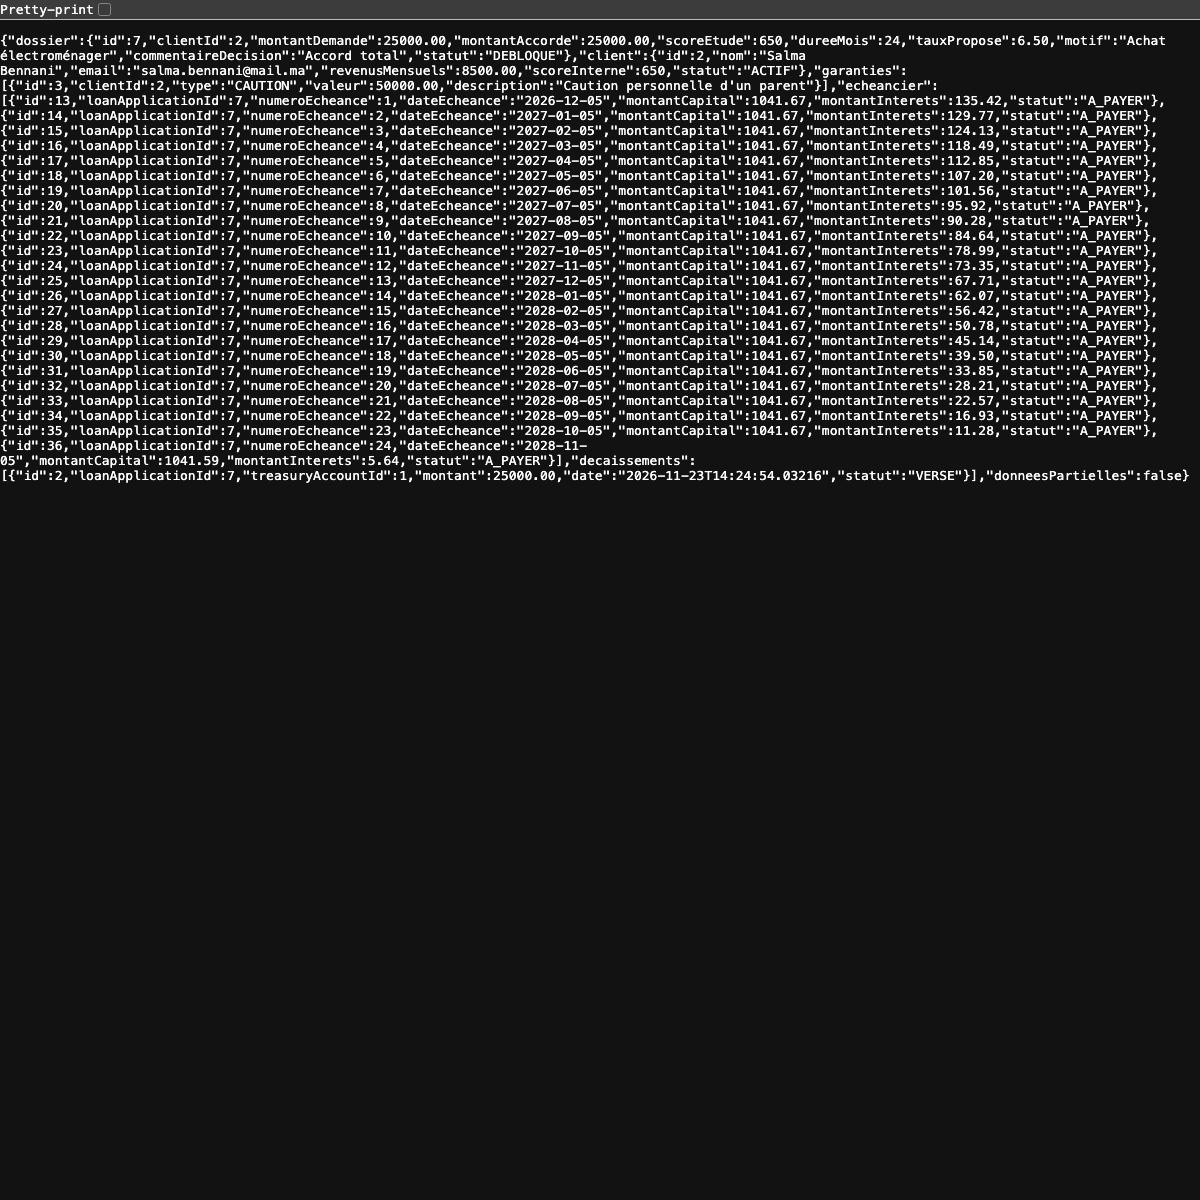 Pretty-print
{"dossier":{"id":7,"clientId":2,"montantDemande":25000.00,"montantAccorde":25000.00,"scoreEtude":650,"dureeMois":24,"tauxPropose":6.50,"motif":"Achat
électroménager","commentaireDecision":"Accord total","statut":"DEBLOQUE"},"client":{"id":2,"nom":"Salma
Bennani","email":"salma.bennani@mail.ma","revenusMensuels":8500.00,"scoreInterne":650,"statut":"ACTIF"},"garanties":
[{"id":3,"clientId":2,"type":"CAUTION","valeur":50000.00,"description":"Caution personnelle d'un parent"}],"echeancier":
[{"id":13,"loanApplicationId":7,"numeroEcheance":1,"dateEcheance":"2026-12-05","montantCapital":1041.67,"montantInterets":135.42,"statut":"A_PAYER"},
{"id":14,"loanApplicationId":7,"numeroEcheance":2,"dateEcheance":"2027-01-05","montantCapital":1041.67,"montantInterets":129.77,"statut":"A_PAYER"},
{"id":15,"loanApplicationId":7,"numeroEcheance":3,"dateEcheance":"2027-02-05","montantCapital":1041.67,"montantInterets":124.13,"statut":"A_PAYER"},
{"id":16,"loanApplicationId":7,"numeroEcheance":4,"dateEcheance":"2027-03-05","montantCapital":1041.67,"montantInterets":118.49,"statut":"A_PAYER"},
{"id":17,"loanApplicationId":7,"numeroEcheance":5,"dateEcheance":"2027-04-05","montantCapital":1041.67,"montantInterets":112.85,"statut":"A_PAYER"},
{"id":18,"loanApplicationId":7,"numeroEcheance":6,"dateEcheance":"2027-05-05","montantCapital":1041.67,"montantInterets":107.20,"statut":"A_PAYER"},
{"id":19,"loanApplicationId":7,"numeroEcheance":7,"dateEcheance":"2027-06-05","montantCapital":1041.67,"montantInterets":101.56,"statut":"A_PAYER"},
{"id":20,"loanApplicationId":7,"numeroEcheance":8,"dateEcheance":"2027-07-05","montantCapital":1041.67,"montantInterets":95.92,"statut":"A_PAYER"},
{"id":21,"loanApplicationId":7,"numeroEcheance":9,"dateEcheance":"2027-08-05","montantCapital":1041.67,"montantInterets":90.28,"statut":"A_PAYER"},
{"id":22,"loanApplicationId":7,"numeroEcheance":10,"dateEcheance":"2027-09-05","montantCapital":1041.67,"montantInterets":84.64,"statut":"A_PAYER"},
{"id":23,"loanApplicationId":7,"numeroEcheance":11,"dateEcheance":"2027-10-05","montantCapital":1041.67,"montantInterets":78.99,"statut":"A_PAYER"},
{"id":24,"loanApplicationId":7,"numeroEcheance":12,"dateEcheance":"2027-11-05","montantCapital":1041.67,"montantInterets":73.35,"statut":"A_PAYER"},
{"id":25,"loanApplicationId":7,"numeroEcheance":13,"dateEcheance":"2027-12-05","montantCapital":1041.67,"montantInterets":67.71,"statut":"A_PAYER"},
{"id":26,"loanApplicationId":7,"numeroEcheance":14,"dateEcheance":"2028-01-05","montantCapital":1041.67,"montantInterets":62.07,"statut":"A_PAYER"},
{"id":27,"loanApplicationId":7,"numeroEcheance":15,"dateEcheance":"2028-02-05","montantCapital":1041.67,"montantInterets":56.42,"statut":"A_PAYER"},
{"id":28,"loanApplicationId":7,"numeroEcheance":16,"dateEcheance":"2028-03-05","montantCapital":1041.67,"montantInterets":50.78,"statut":"A_PAYER"},
{"id":29,"loanApplicationId":7,"numeroEcheance":17,"dateEcheance":"2028-04-05","montantCapital":1041.67,"montantInterets":45.14,"statut":"A_PAYER"},
{"id":30,"loanApplicationId":7,"numeroEcheance":18,"dateEcheance":"2028-05-05","montantCapital":1041.67,"montantInterets":39.50,"statut":"A_PAYER"},
{"id":31,"loanApplicationId":7,"numeroEcheance":19,"dateEcheance":"2028-06-05","montantCapital":1041.67,"montantInterets":33.85,"statut":"A_PAYER"},
{"id":32,"loanApplicationId":7,"numeroEcheance":20,"dateEcheance":"2028-07-05","montantCapital":1041.67,"montantInterets":28.21,"statut":"A_PAYER"},
{"id":33,"loanApplicationId":7,"numeroEcheance":21,"dateEcheance":"2028-08-05","montantCapital":1041.67,"montantInterets":22.57,"statut":"A_PAYER"},
{"id":34,"loanApplicationId":7,"numeroEcheance":22,"dateEcheance":"2028-09-05","montantCapital":1041.67,"montantInterets":16.93,"statut":"A_PAYER"},
{"id":35,"loanApplicationId":7,"numeroEcheance":23,"dateEcheance":"2028-10-05","montantCapital":1041.67,"montantInterets":11.28,"statut":"A_PAYER"},
{"id":36,"loanApplicationId":7,"numeroEcheance":24,"dateEcheance":"2028-11-
05","montantCapital":1041.59,"montantInterets":5.64,"statut":"A_PAYER"}],"decaissements":
[{"id":2,"loanApplicationId":7,"treasuryAccountId":1,"montant":25000.00,"date":"2026-11-23T14:24:54.03216","statut":"VERSE"}],"donneesPartielles":false}